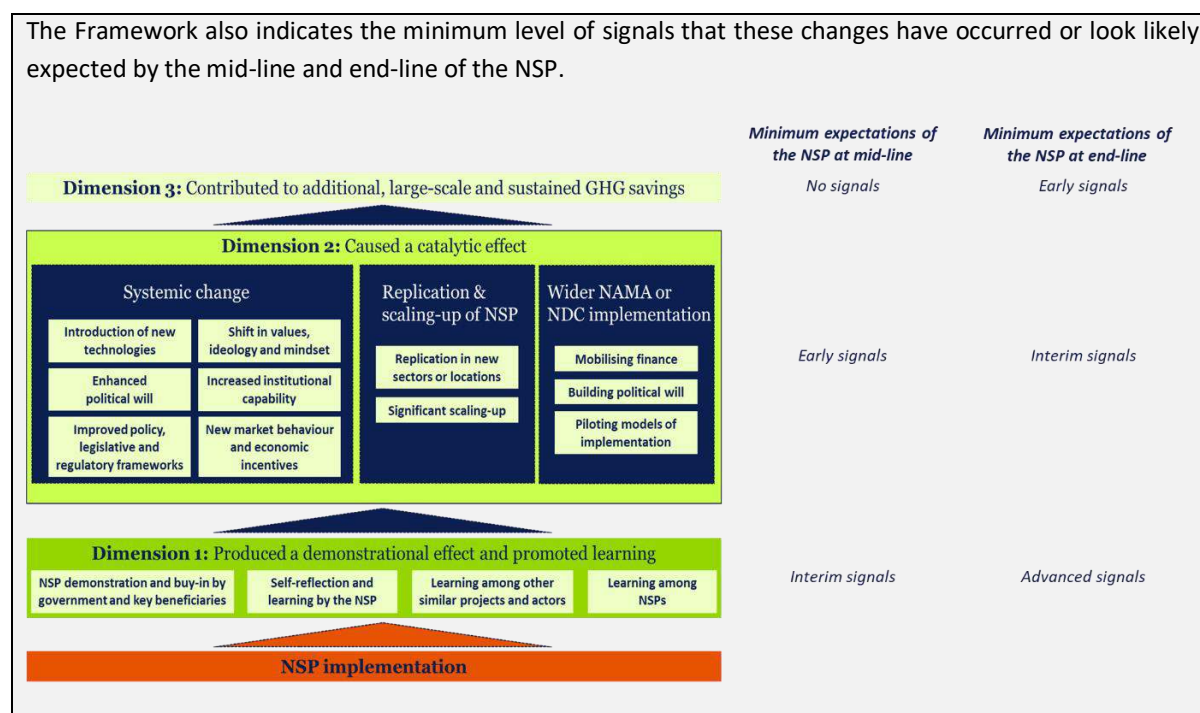 The Framework also indicates the minimum level of signals that these changes have occurred or look likely
expected by the mid-line and end-line of the NSP.
Minimum expectations of
the NSP at mid-line
Minimum expectations of
the NSP at end-line
Dimension 3: Contributed to additional, large-scale and sustained GHG savings
No signals
Early signals
Dimension 2: Caused a catalytic effect
Systemic change
Introduction of new
technologies
Shift in values,
ideology and mindset
Enhanced
political will
Increased institutional
capability
Improved policy,
legislative and
regulatory frameworks
New market behaviour
and economic
incentives
Replication &
scaling-up of NSP
Replication in new
sectors or locations
Significant scaling-up
Wider NAMA or
NDC implementation
Mobilising finance
Building political will
Piloting models of
implementation
Early signals
Interim signals
Dimension 1: Produced a demonstrational effect and promoted learning
NSP demonstration and buy-in by
government and key beneficiaries
Self-reflection and
learning by the NSP
Learning among other
similar projects and actors
Learning among
NSPs
Interim signals
Advanced signals
NSP implementation